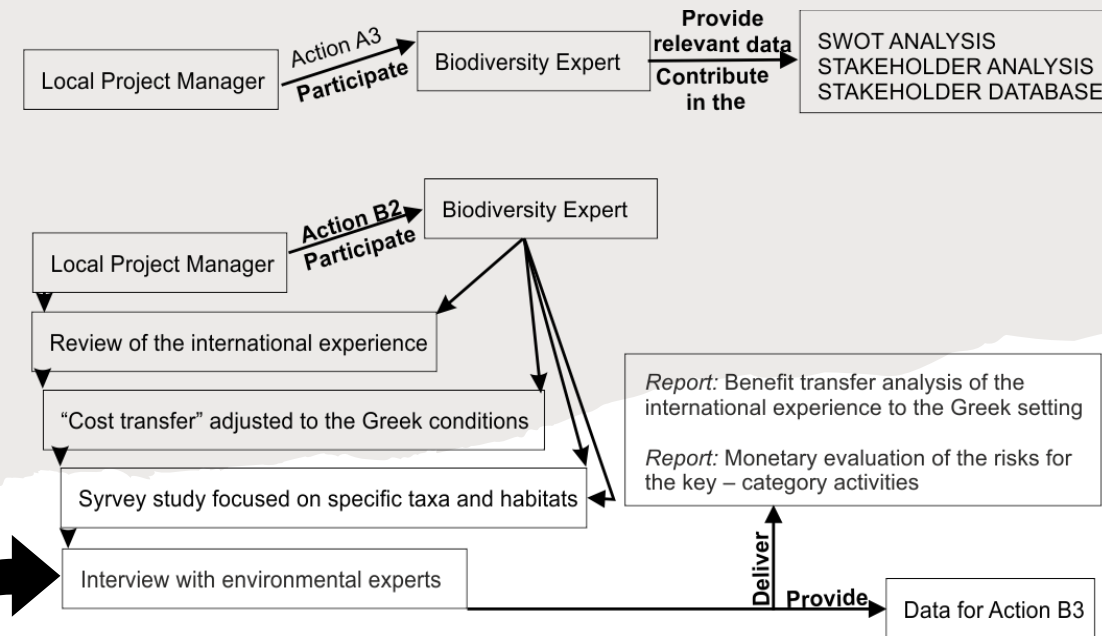 Local Project Manager
Action A3
Participate
Biodiversity Expert
Provide
relevant data
Contribute
in the
SWOT ANALYSIS
STAKEHOLDER ANALYSIS
STAKEHOLDER DATABASE
Local Project Manager
Action B2
Participate
Biodiversity Expert
Review of the international experience
“Cost transfer” adjusted to the Greek conditions
Syrvey study focused on specific taxa and habitats
Interview with environmental experts
Report: Benefit transfer analysis of the
international experience to the Greek setting
Report: Monetary evaluation of the risks for
the key – category activities
Deliver
Provide
Data for Action B3